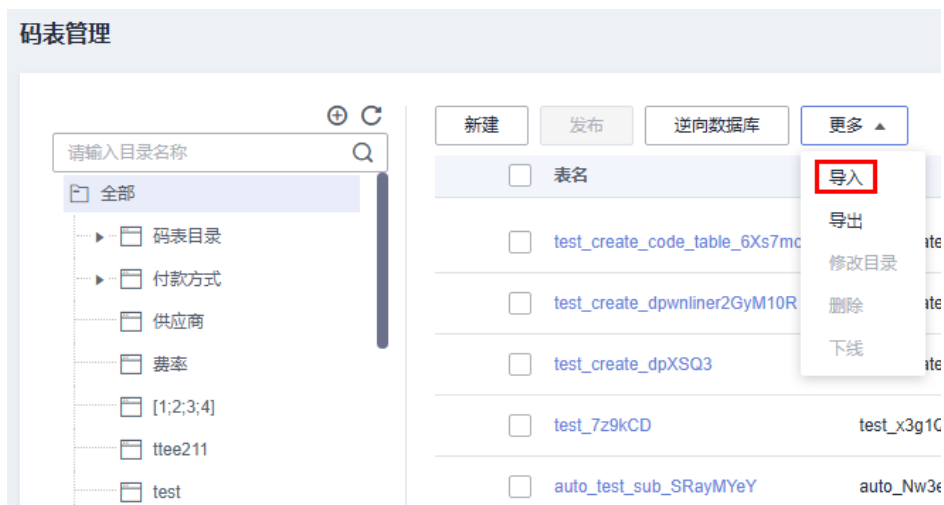 码表管理
请输入目录名称
全部
码表目录
付款方式
供应商
费率
[1;2;3;4]
ttee211
test
新建
发布
逆向数据库
更多
表名
导入
导出
修改目录
删除
下线
test_create_code_table_6Xs7mc
test_create_dpwnliner2GyM10R
test_create_dpXSQ3
test_7z9kCD
test_x3g1Q
auto_test_sub_SRayMYeY
auto_Nw3e